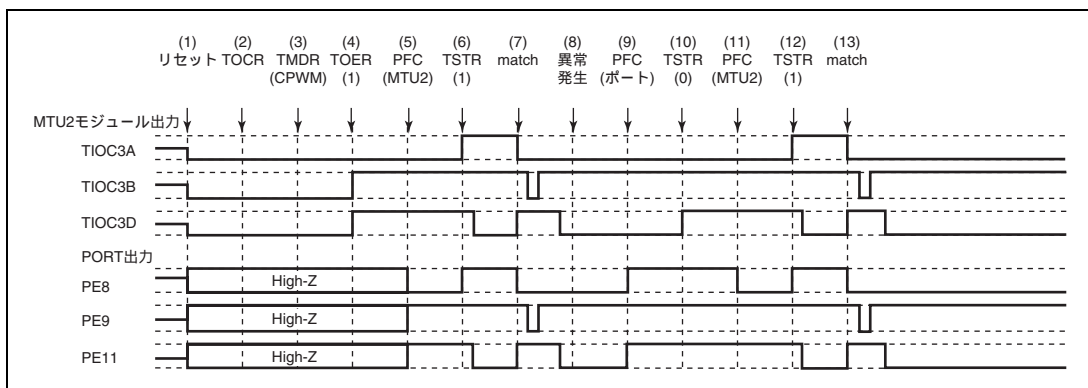 (1) (2) (3) (4) (5) (6) (7) (8) (9) (10) (11) (12) (13)
リセット TOCR TMDR TOER PFC TSTR match 異常 PFC TSTR PFC TSTR match
(CPWM) (1) (MTU2) (1) 発生 (ポート) (0) (MTU2) (1)
MTU2モジュール出力
TIOC3A
TIOC3B
TIOC3D
PORT出力
PE8 High-Z
PE9 High-Z
PE11 High-Z